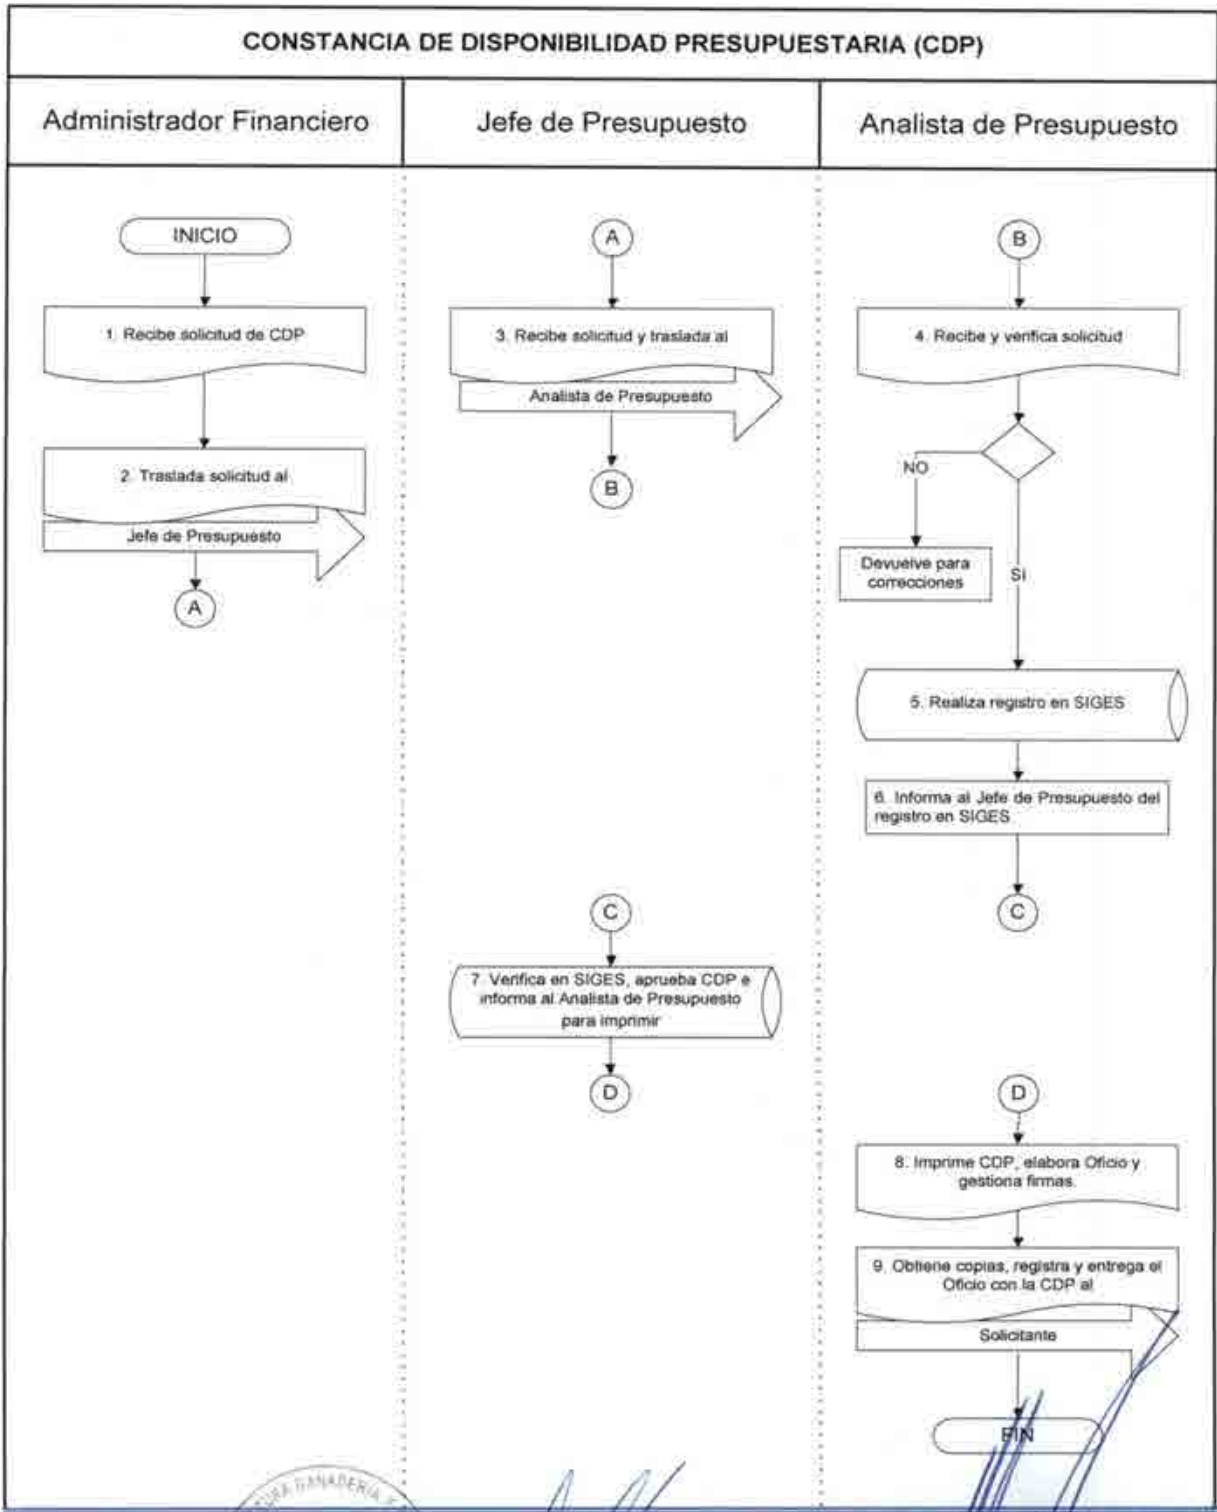 CONSTANCIA DE DISPONIBILIDAD PRESUPUESTARIA (CDP)
Administrador Financiero
Jefe de Presupuesto
Analista de Presupuesto
INICIO
1. Recibe solicitud de CDP
2. Traslada solicitud al
Jefe de Presupuesto
A
A
3. Recibe solicitud y traslada al
Analista de Presupuesto
B
B
4. Recibe y verifica solicitud
NO
Devuelve para
correcciones
SI
5. Realiza registro en SIGES
6. Informa al Jefe de Presupuesto del
registro en SIGES
C
C
7. Verifica en SIGES, aprueba CDP e
informa al Analista de Presupuesto
para imprimir
D
D
8. Imprime CDP, elabora Oficio y
gestiona firmas.
9. Obtiene copias, registra y entrega el
Oficio con la CDP al
Solicitante
FIN
GANADERIA